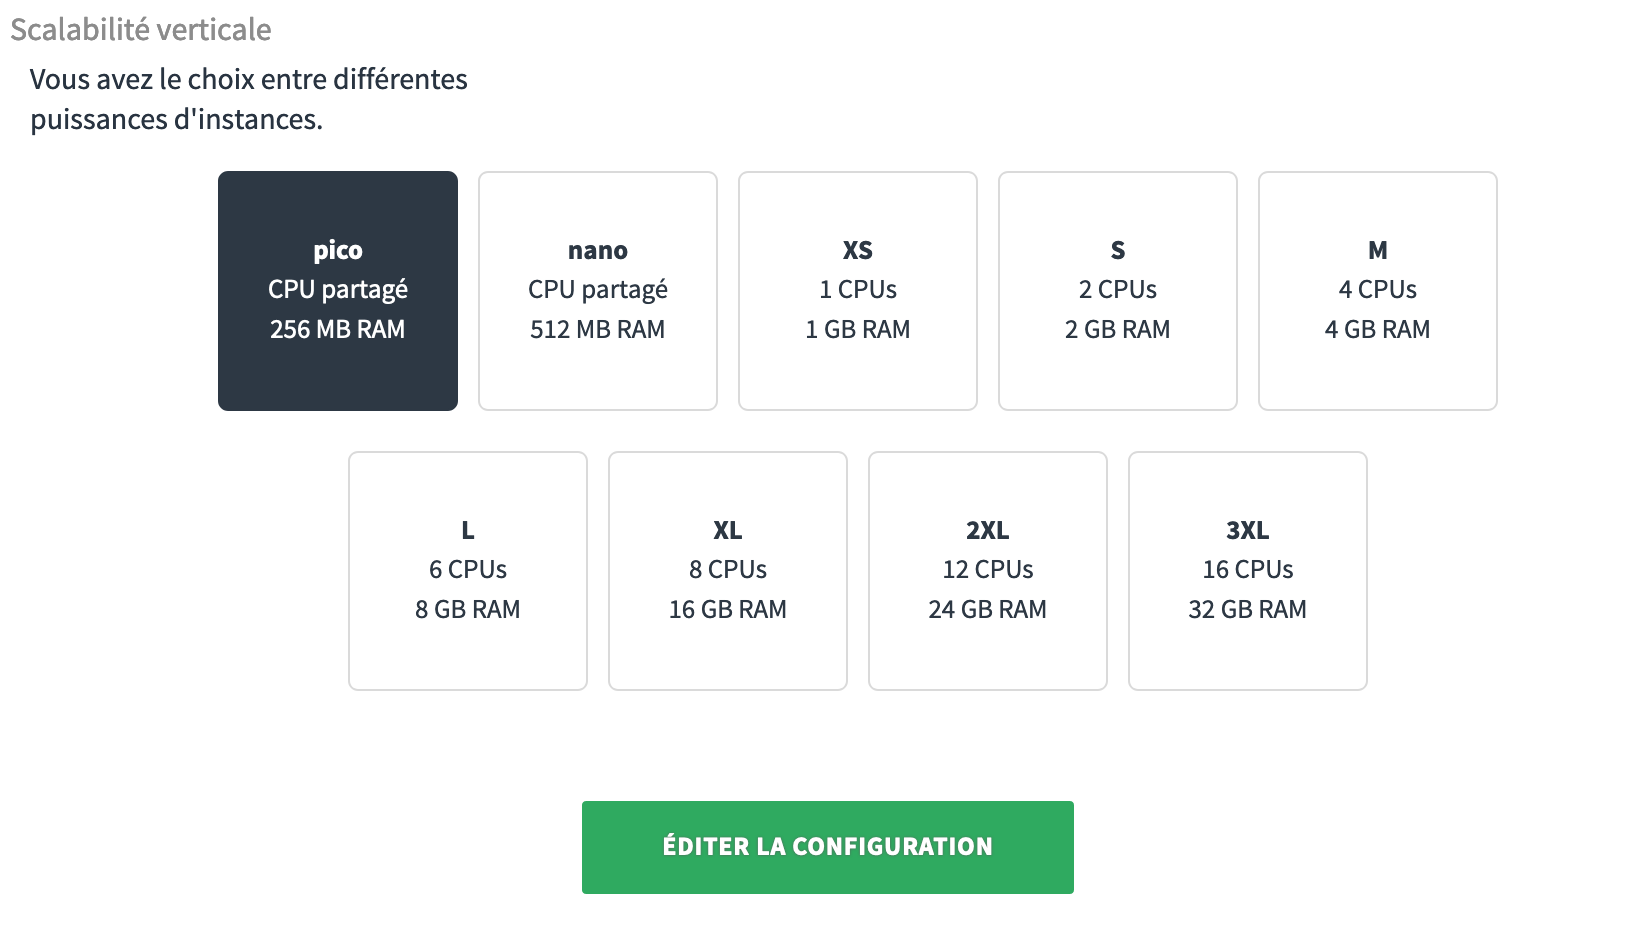 Scalabilité verticale
Vous avez le choix entre différentes
puissances d'instances.
pico
CPU partagé
256 MB RAM
nano
CPU partagé
512 MB RAM
XS
1 CPUs
1 GB RAM
S
2 CPUs
2 GB RAM
M
4 CPUs
4 GB RAM
L
6 CPUs
8 GB RAM
XL
8 CPUs
16 GB RAM
2XL
12 CPUs
24 GB RAM
3XL
16 CPUs
32 GB RAM
ÉDITER LA CONFIGURATION